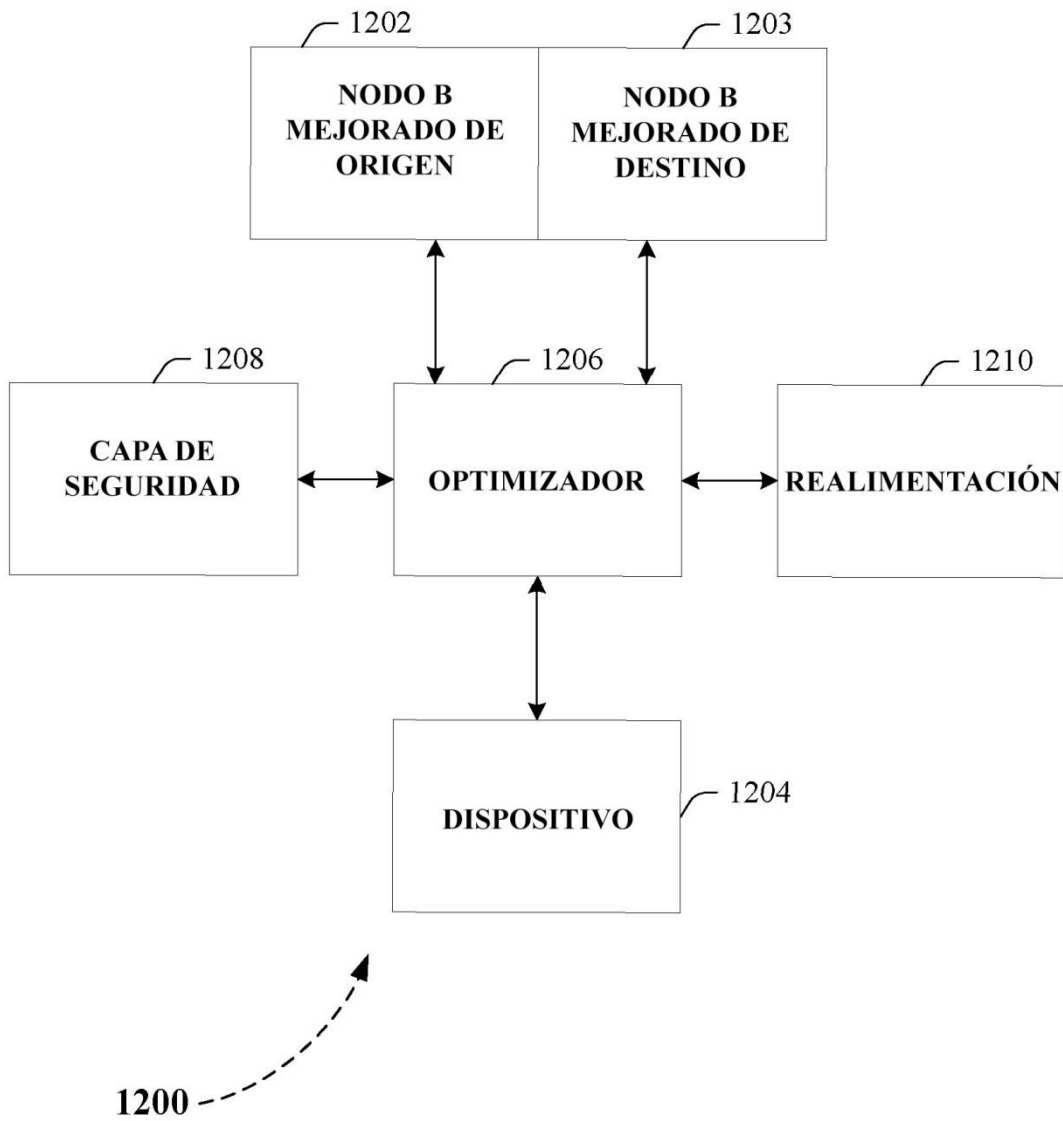 1202
1203
NODO B
MEJORADO DE
ORIGEN
NODO B
MEJORADO DE
DESTINO
1208
1206
1210
CAPA DE
SEGURIDAD
OPTIMIZADOR
REALIMENTACIÓN
1204
DISPOSITIVO
1200